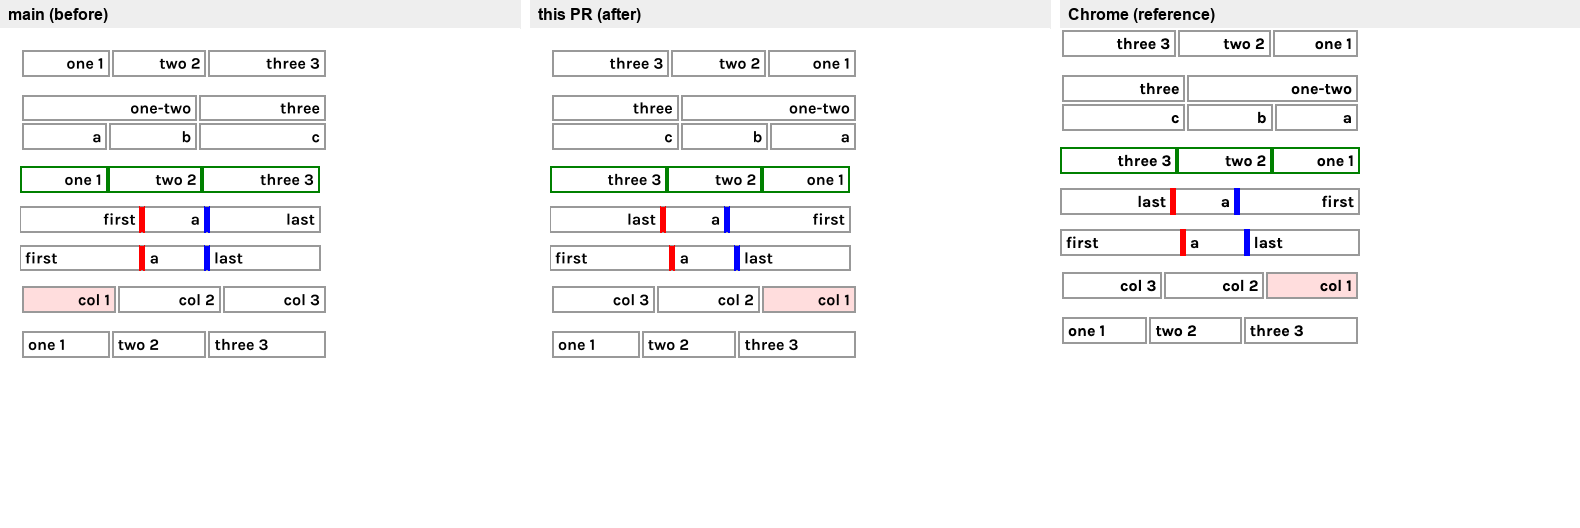 main (before)
one 1 two 2 three 3
one-two three
a b c
one 1 two 2 three 3
first a last
first a last
col 1 col 2 col 3
one 1 two 2 three 3
this PR (after)
three 3 two 2 one 1
three one-two
c b a
three 3 two 2 one 1
last a first
first a last
col 3 col 2 col 1
one 1 two 2 three 3
Chrome (reference)
three 3 two 2 one 1
three one-two
c b a
three 3 two 2 one 1
last a first
first a last
col 3 col 2 col 1
one 1 two 2 three 3